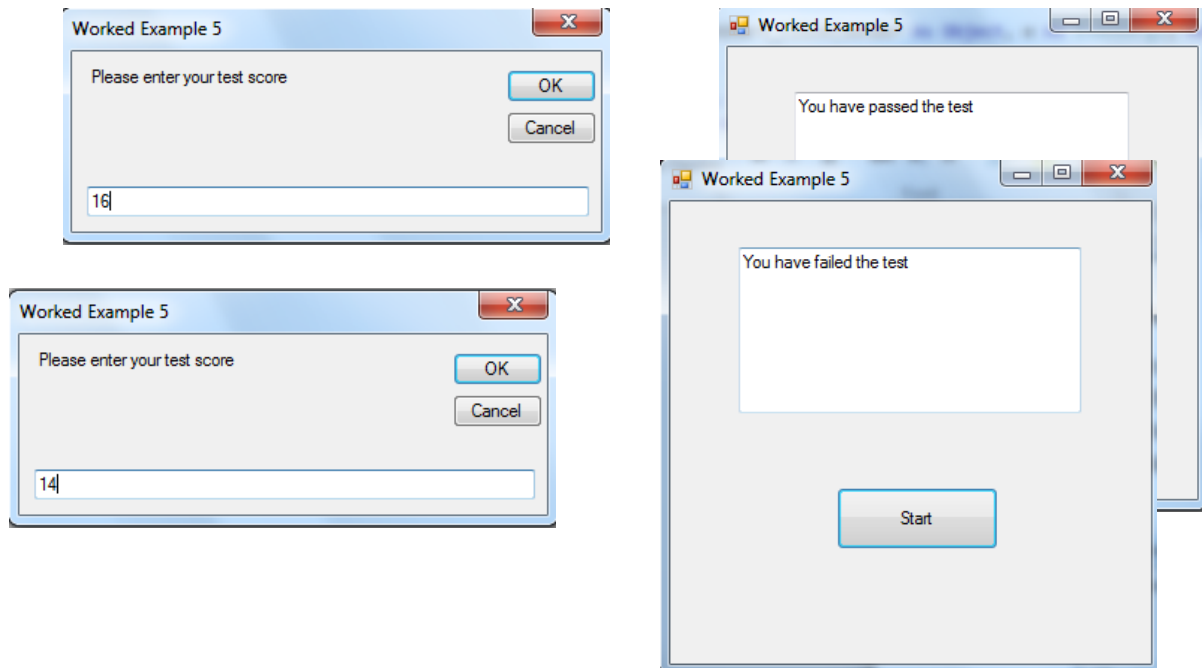 Worked Example 5
Please enter your test score
OK
Cancel
16
Worked Example 5
You have passed the test
Worked Example 5
You have failed the test
Start
Worked Example 5
Please enter your test score
OK
Cancel
14